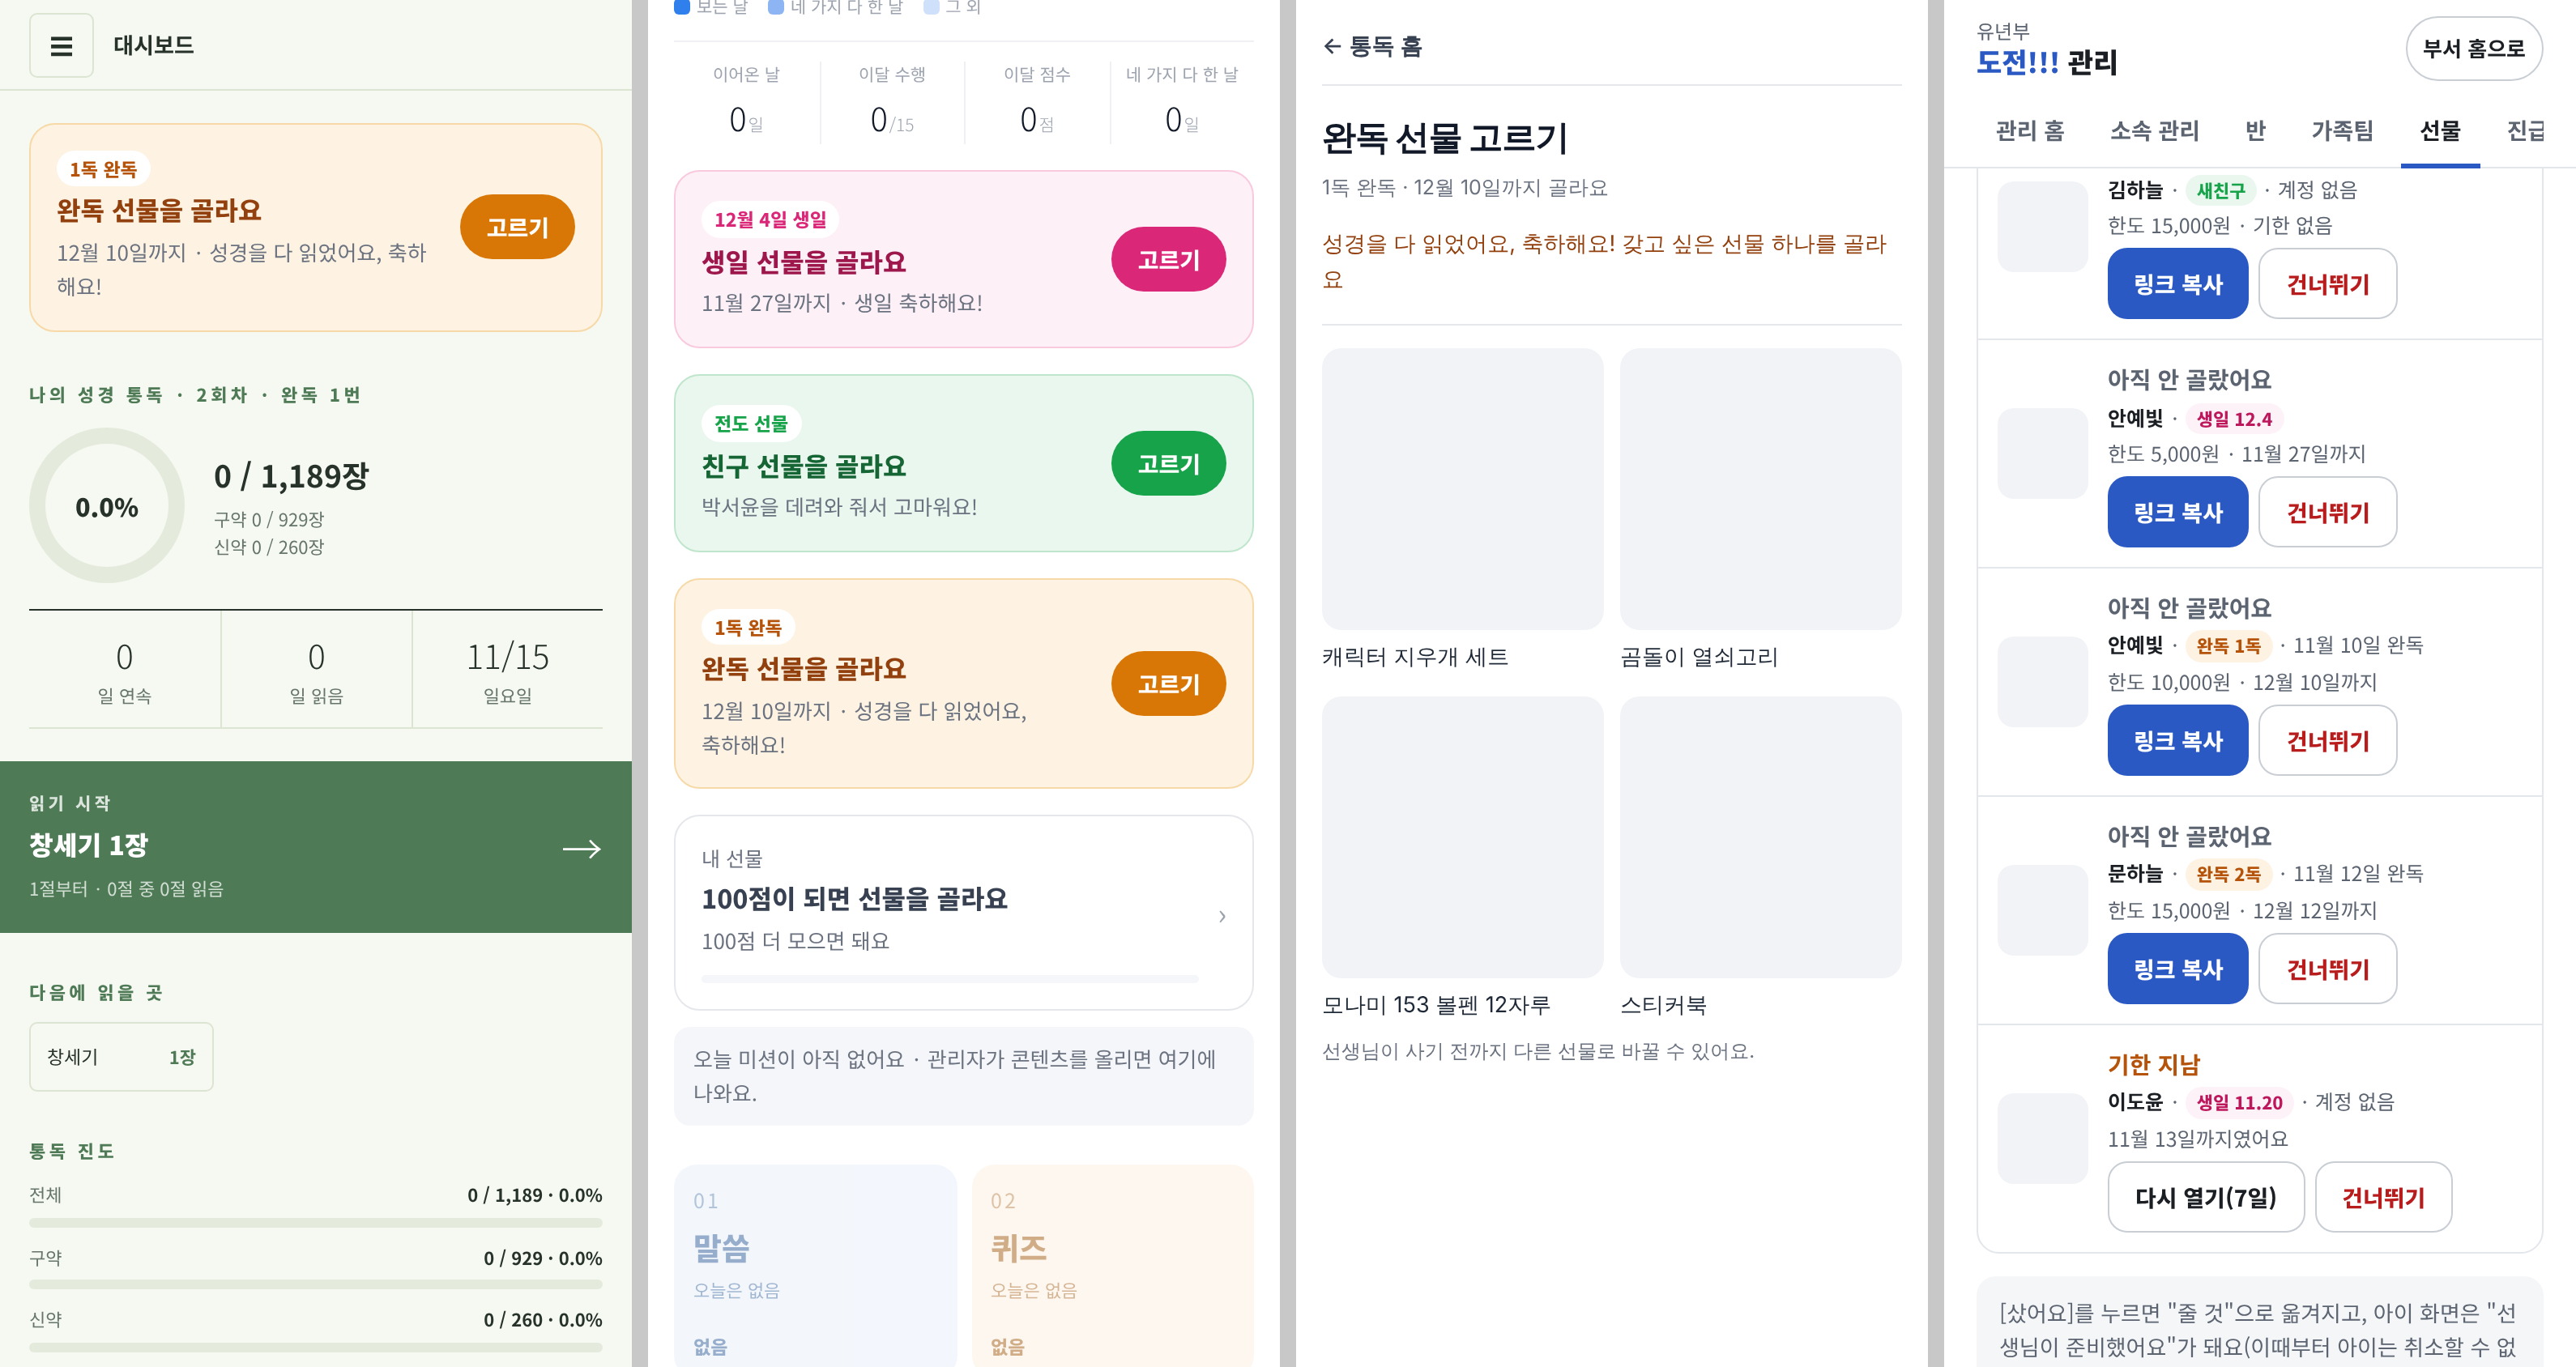 대시보드
1독 완독
완독 선물을 골라요
12월 10일까지 · 성경을 다 읽었어요, 축하
해요!
고르기
나의 성경 통독 · 2회차 · 완독 1번
0.0%
0 / 1,189장
구약 0 / 929장
신약 0 / 260장
0
일 연속
0
일 읽음
11/15
일요일
읽기 시작
창세기 1장
1절부터 · 0절 중 0절 읽음
→
다음에 읽을 곳
창세기 1장
통독 진도
전체 0 / 1,189 · 0.0%
구약 0 / 929 · 0.0%
신약 0 / 260 · 0.0%
보는 날 네 가지 다 한 날 그 외
이어온 날
0일
이달 수행
0/15
이달 점수
0점
네 가지 다 한 날
0일
12월 4일 생일
생일 선물을 골라요
11월 27일까지 · 생일 축하해요!
고르기
전도 선물
친구 선물을 골라요
박서윤을 데려와 줘서 고마워요!
고르기
1독 완독
완독 선물을 골라요
12월 10일까지 · 성경을 다 읽었어요,
축하해요!
고르기
내 선물
100점이 되면 선물을 골라요
100점 더 모으면 돼요
›
오늘 미션이 아직 없어요 · 관리자가 콘텐츠를 올리면 여기에
나와요.
01
말씀
오늘은 없음
없음
02
퀴즈
오늘은 없음
없음
← 통독 홈
완독 선물 고르기
1독 완독 · 12월 10일까지 골라요
성경을 다 읽었어요, 축하해요! 갖고 싶은 선물 하나를 골라
요
캐릭터 지우개 세트
곰돌이 열쇠고리
모나미 153 볼펜 12자루
스티커북
선생님이 사기 전까지 다른 선물로 바꿀 수 있어요.
유년부
도전!!! 관리
부서 홈으로
관리 홈 소속 관리 반 가족팀 선물 진급
김하늘 · 새친구 · 계정 없음
한도 15,000원 · 기한 없음
링크 복사 건너뛰기
아직 안 골랐어요
안예빛 · 생일 12.4
한도 5,000원 · 11월 27일까지
링크 복사 건너뛰기
아직 안 골랐어요
안예빛 · 완독 1독 · 11월 10일 완독
한도 10,000원 · 12월 10일까지
링크 복사 건너뛰기
아직 안 골랐어요
문하늘 · 완독 2독 · 11월 12일 완독
한도 15,000원 · 12월 12일까지
링크 복사 건너뛰기
기한 지남
이도윤 · 생일 11.20 · 계정 없음
11월 13일까지였어요
다시 열기(7일) 건너뛰기
[샀어요]를 누르면 "줄 것"으로 옮겨지고, 아이 화면은 "선
생님이 준비했어요"가 돼요(이때부터 아이는 취소할 수 없